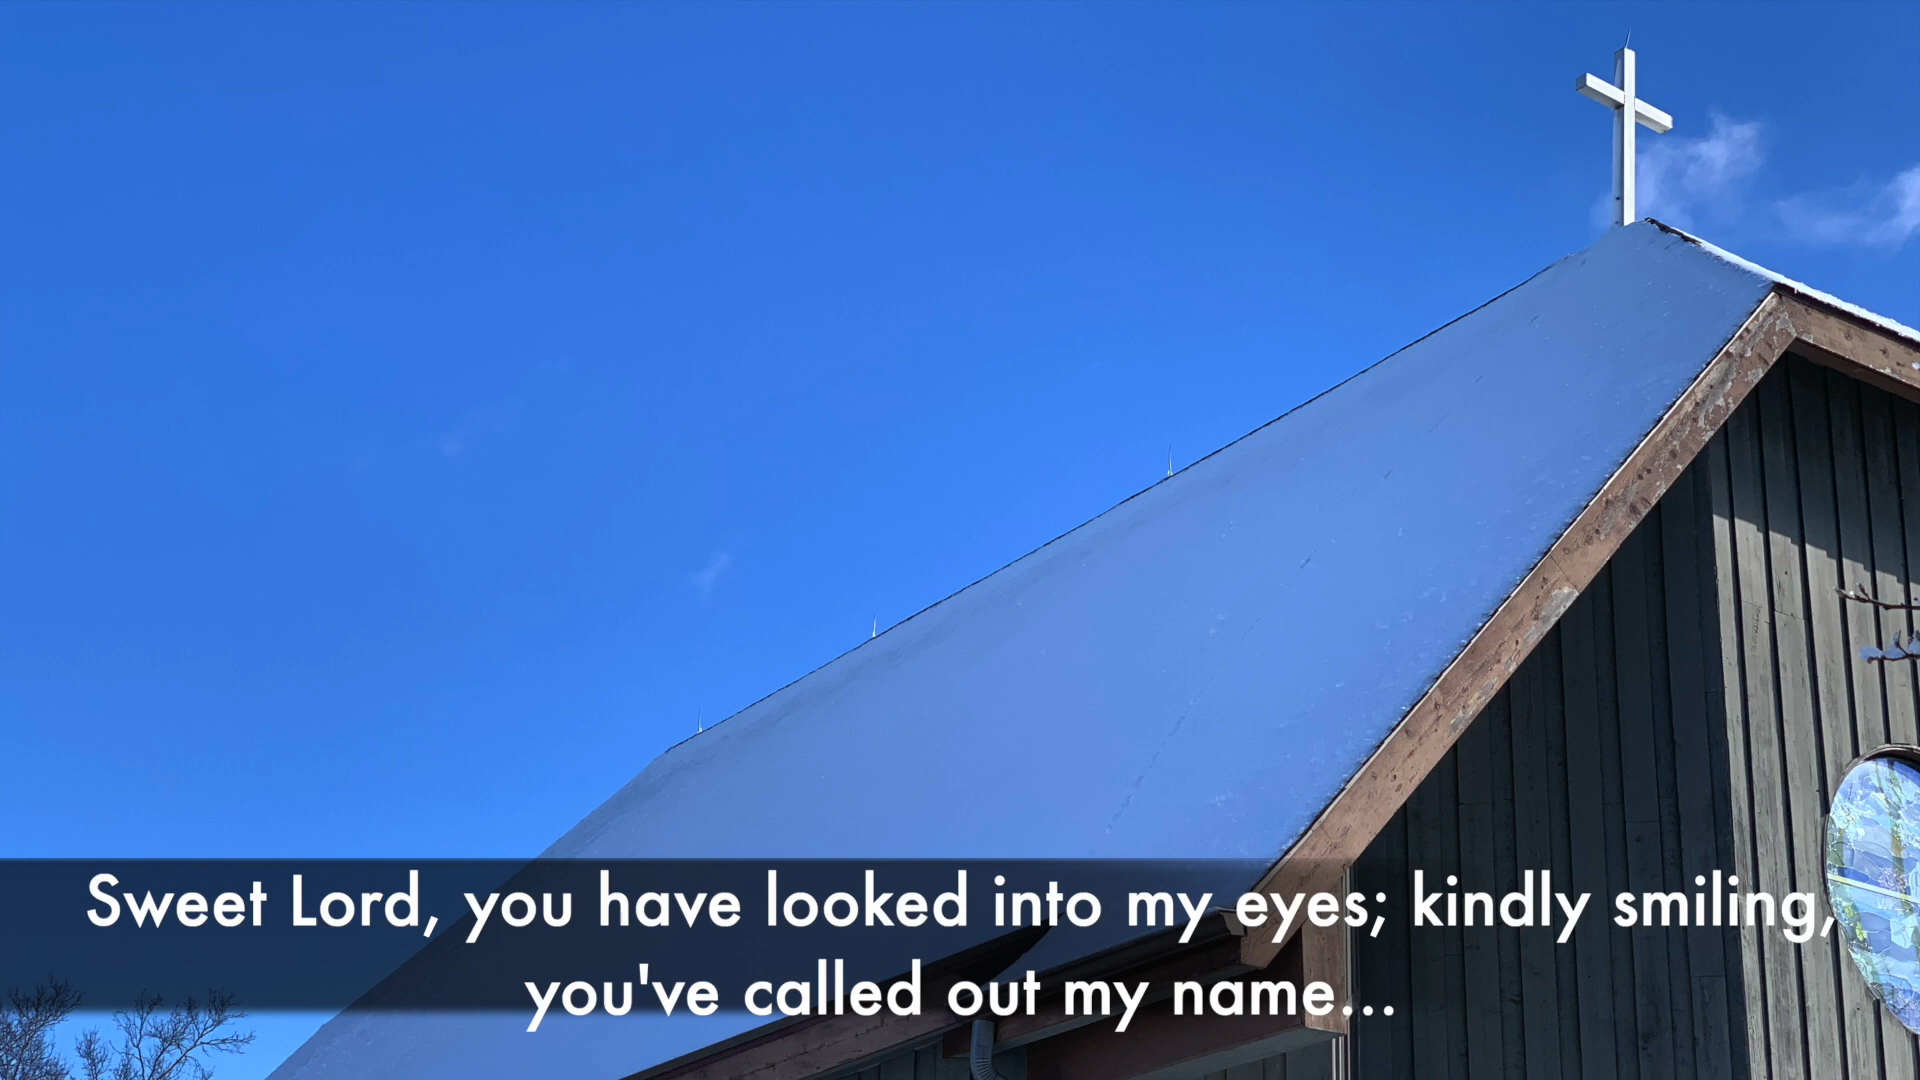 Sweet Lord, you have looked into my eyes; kindly smiling,
you've called out my name...